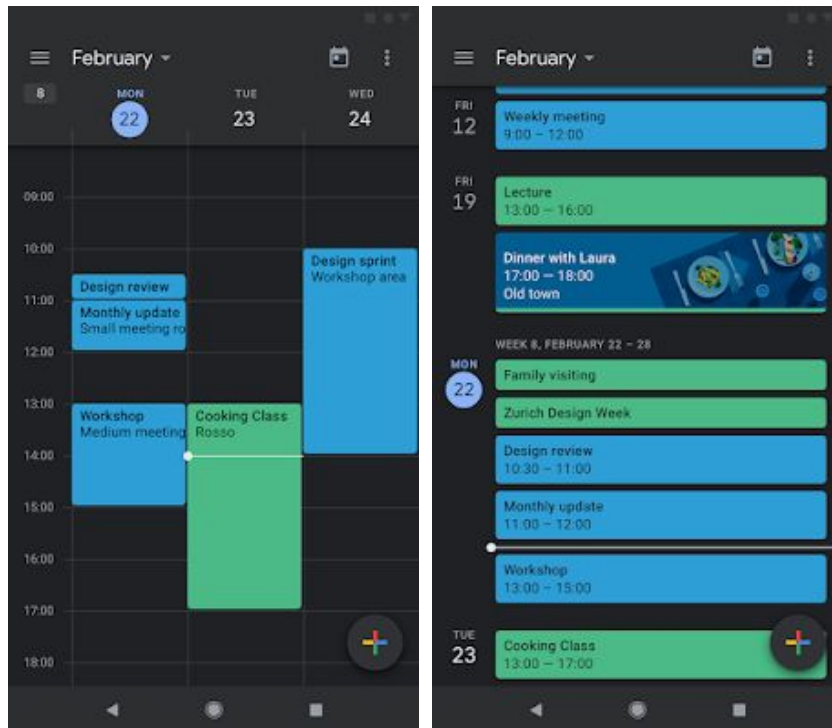 February
8
MON
TUE
WED
22
23
24
09:00
10:00
Design sprint
Workshop area
Design review
11:00
Monthly update
Small meeting ro
12:00
13:00
Workshop
Medium meeting
Cooking Class
Rosso
14:00
15:00
16:00
17:00
18:00
February
FRI
12
Weekly meeting
9:00 – 12:00
FRI
19
Lecture
13:00 – 16:00
Dinner with Laura
17:00 – 18:00
Old town
WEEK 8, FEBRUARY 22 – 28
MON
22
Family visiting
Zurich Design Week
Design review
10:30 – 11:00
Monthly update
11:00 – 12:00
Workshop
13:00 – 15:00
TUE
23
Cooking Class
13:00 – 17:00